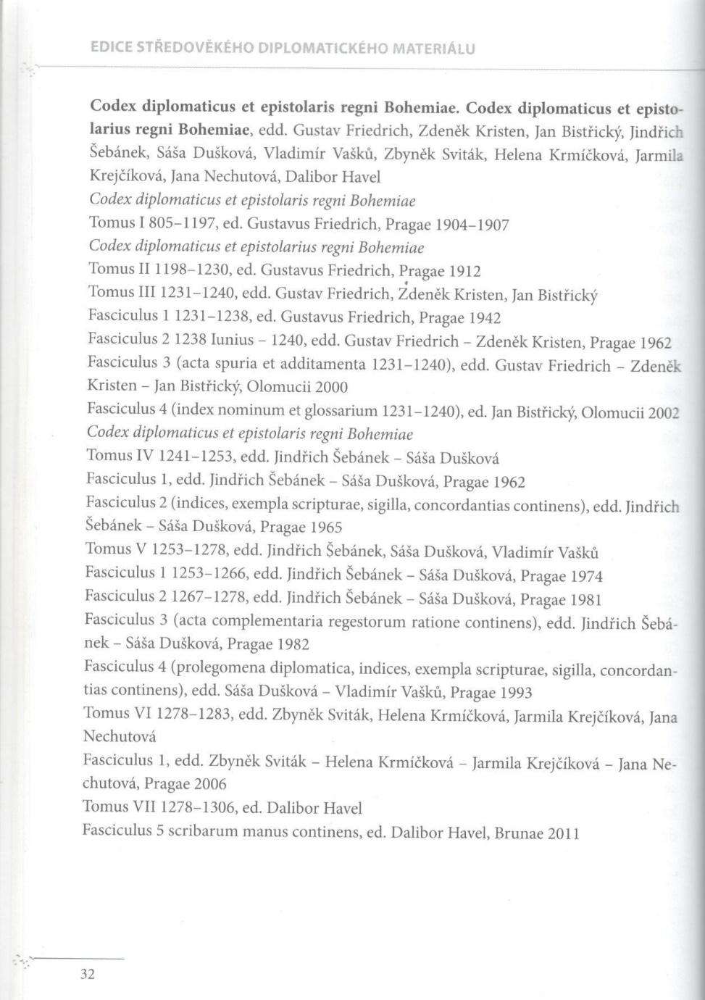 EDICE STŘEDOVĚKÉHO DIPLOMATICKÉHO MATERIÁLU
Codex diplomaticus et epistolaris regni Bohemiae. Codex diplomaticus et episto-
larius regni Bohemiae, edd. Gustav Friedrich, Zdeněk Kristen, Jan Bistřický, Jindřich
Šebánek, Sáša Dušková, Vladimír Vašků, Zbyněk Sviták, Helena Krmíčková, Jarmila
Krejčíková, Jana Nechutová, Dalibor Havel
Codex diplomaticus et epistolaris regni Bohemiae
Tomus I 805–1197, ed. Gustavus Friedrich, Pragae 1904–1907
Codex diplomaticus et epistolarius regni Bohemiae
Tomus II 1198–1230, ed. Gustavus Friedrich, Pragae 1912
Tomus III 1231–1240, edd. Gustav Friedrich, Zdeněk Kristen, Jan Bistřický
Fasciculus 1 1231–1238, ed. Gustavus Friedrich, Pragae 1942
Fasciculus 2 1238 Iunius – 1240, edd. Gustav Friedrich – Zdeněk Kristen, Pragae 1962
Fasciculus 3 (acta spuria et additamenta 1231–1240), edd. Gustav Friedrich – Zdeněk
Kristen – Jan Bistřický, Olomucii 2000
Fasciculus 4 (index nominum et glossarium 1231–1240), ed. Jan Bistřický, Olomucii 2002
Codex diplomaticus et epistolaris regni Bohemiae
Tomus IV 1241–1253, edd. Jindřich Šebánek – Sáša Dušková
Fasciculus 1, edd. Jindřich Šebánek – Sáša Dušková, Pragae 1962
Fasciculus 2 (indices, exempla scripturae, sigilla, concordantias continens), edd. Jindřich
Šebánek – Sáša Dušková, Pragae 1965
Tomus V 1253–1278, edd. Jindřich Šebánek, Sáša Dušková, Vladimír Vašků
Fasciculus 1 1253–1266, edd. Jindřich Šebánek – Sáša Dušková, Pragae 1974
Fasciculus 2 1267–1278, edd. Jindřich Šebánek – Sáša Dušková, Pragae 1981
Fasciculus 3 (acta complementaria regestorum ratione continens), edd. Jindřich Šebá-
nek – Sáša Dušková, Pragae 1982
Fasciculus 4 (prolegomena diplomatica, indices, exempla scripturae, sigilla, concordan-
tias continens), edd. Sáša Dušková – Vladimír Vašků, Pragae 1993
Tomus VI 1278–1283, edd. Zbyněk Sviták, Helena Krmíčková, Jarmila Krejčíková, Jana
Nechutová
Fasciculus 1, edd. Zbyněk Sviták – Helena Krmíčková – Jarmila Krejčíková – Jana Ne-
chutová, Pragae 2006
Tomus VII 1278–1306, ed. Dalibor Havel
Fasciculus 5 scribarum manus continens, ed. Dalibor Havel, Brunae 2011
32